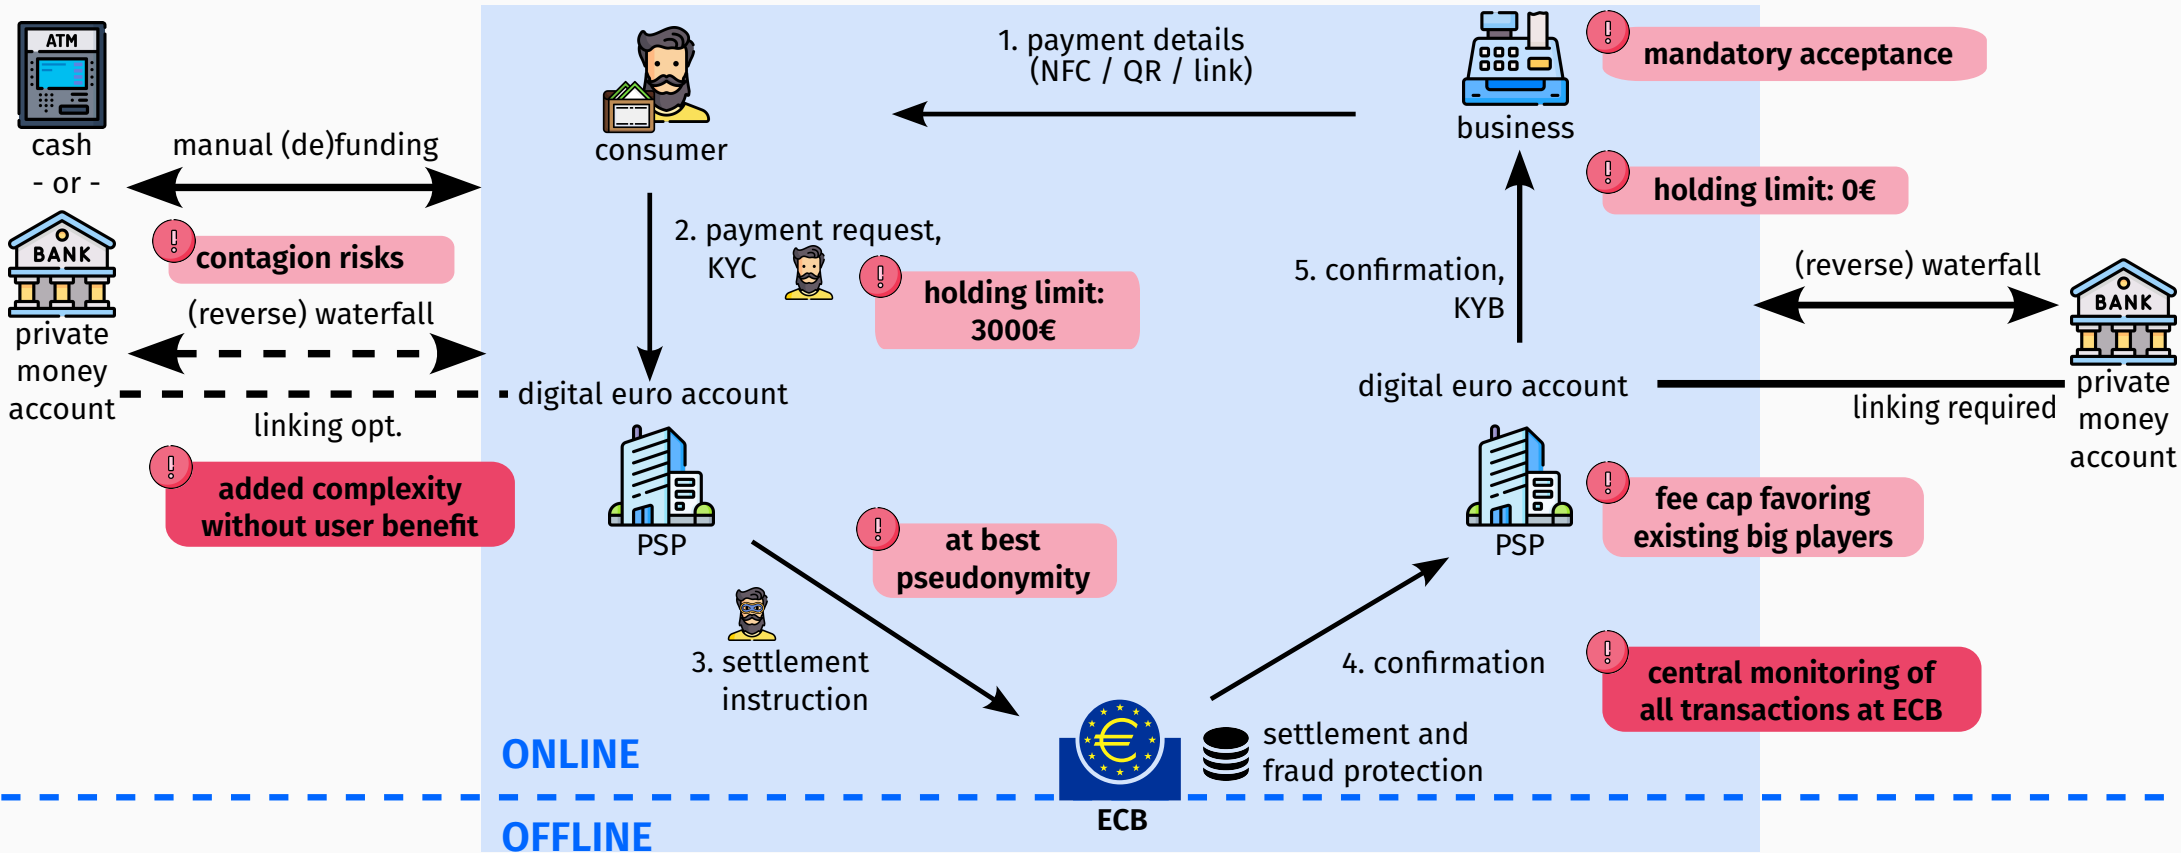 ATM
cash
- or -
BANK
private
money
account
manual (de)funding
contagion risks
(reverse) waterfall
linking opt.
added complexity
without user benefit
consumer
1. payment details
(NFC / QR / link)
business
mandatory acceptance
holding limit: 0€
2. payment request,
KYC
holding limit:
3000€
5. confirmation,
KYB
(reverse) waterfall
BANK
private
money
account
linking required
digital euro account
PSP
digital euro account
PSP
fee cap favoring
existing big players
at best
pseudonymity
3. settlement
instruction
4. confirmation
central monitoring of
all transactions at ECB
€
settlement and
fraud protection
ECB
ONLINE
OFFLINE